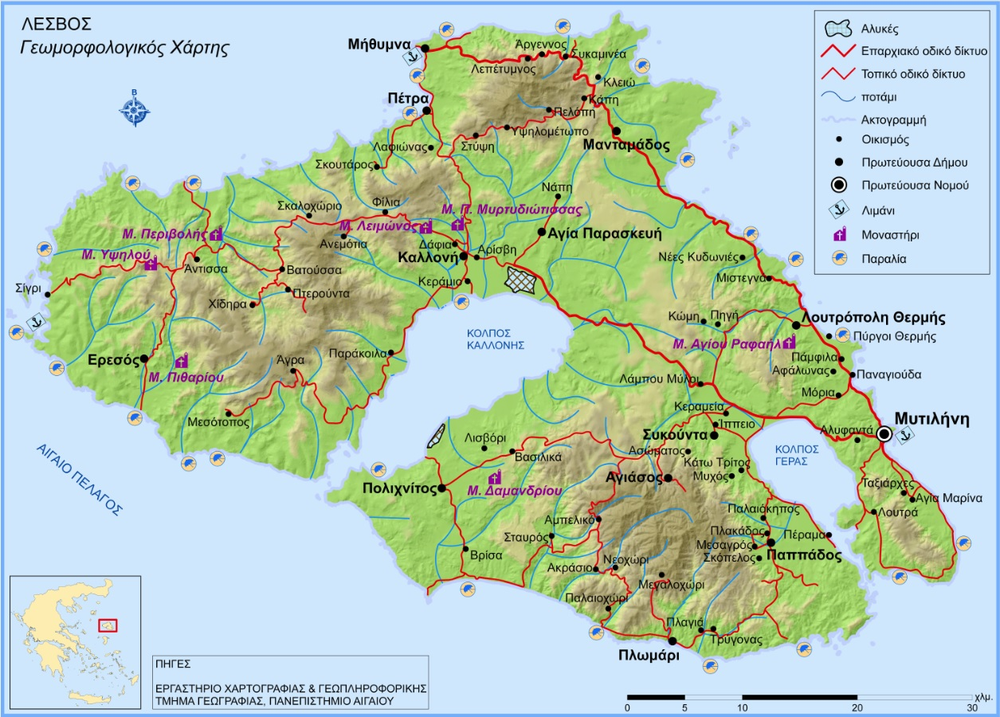 ΛΕΣΒΟΣ
Γεωμορφολογικός Χάρτης
Β
Αλυκές
Επαρχιακό οδικό δίκτυο
Τοπικό οδικό δίκτυο
ποτάμι
Ακτογραμμή
Οικισμός
Πρωτεύουσα Δήμου
Πρωτεύουσα Νομού
Λιμάνι
Μοναστήρι
Παραλία
Μήθυμνα
Άργεννος
Συκαμινέα
Λεπέτυμνος
Κλειώ
Πέτρα
Κάπη
Πελόπη
Υψηλομέτωπο
Στύψη
Μανταμάδος
Λαφιώνας
Σκουτάρος
Νάπη
Σκαλοχώριο
Φίλια
Μ. Π. Μυρτυδιώτισσας
Μ. Λειμώνος
Μ. Περιβολής
Ανεμότια
Δάφια
Αγία Παρασκευή
Μ. Υψηλού
Καλλονή
Αρίσβη
Νέες Κυδωνιές
Άντισσα
Βατούσσα
Μιστεγνά
Σίγρι
Κεράμιο
Πτερούντα
Χίδηρα
Κώμη
Πηγή
Λουτρόπολη Θερμής
ΚΟΛΠΟΣ
ΚΑΛΛΟΝΗΣ
Πύργοι Θερμής
Μ. Αγίου Ραφαήλ
Ερεσός
Παράκοιλα
Πάμφιλα
Άγρα
Αφάλωνας
Παναγιούδα
Μ. Πιθαρίου
Λάμπου Μύλοι
Μόρια
Μεσότοπος
Κεραμεία
Ίππειο
Μυτιλήνη
Λισβόρι
Συκούντα
Αλυφαντά
Βασιλικά
Ασώματος
ΚΟΛΠΟΣ
ΓΕΡΑΣ
Κάτω Τρίτος
Μυχός
ΑΙΓΑΙΟ ΠΕΛΑΓΟΣ
Αγιάσος
Πολιχνίτος
Μ. Δαμανδρίου
Ταξιάρχες
Αγια Μαρίνα
Παλαιόκηπος
Λουτρά
Αμπελικό
Πλακάδος
Πέραμα
Σταυρός
Μεσαγρός
Παππάδος
Βρίσα
Σκόπελος
Νεοχώρι
Ακράσιο
Μεγαλοχώρι
Παλαιοχώρι
Πλαγιά
Τρύγονας
Πλωμάρι
ΠΗΓΕΣ
ΕΡΓΑΣΤΗΡΙΟ ΧΑΡΤΟΓΡΑΦΙΑΣ & ΓΕΩΠΛΗΡΟΦΟΡΙΚΗΣ
ΤΜΗΜΑ ΓΕΩΓΡΑΦΙΑΣ, ΠΑΝΕΠΙΣΤΗΜΙΟ ΑΙΓΑΙΟΥ
χλμ.
0 5 10 20 30